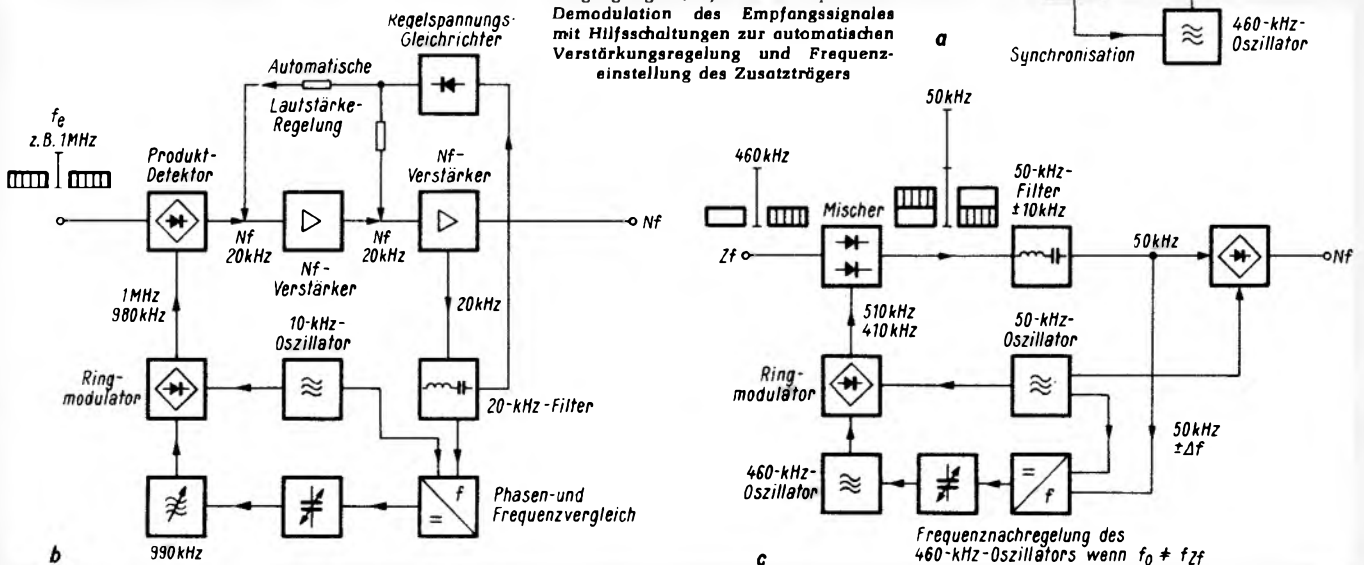 Demodulation des Empfangssignales
mit Hilfsschaltungen zur automatischen
Verstärkungsregelung und Frequenz-
einstellung des Zusatzträgers
a
Synchronisation
460-kHz-
Oszillator
Regelspannungs-
Gleichrichter
Automatische
Lautstärke-
Regelung
fe
z.B. 1MHz
Produkt-
Detektor
Nf-
Verstärker
Nf
20kHz
Nf
20kHz
Nf
Nf-
Verstärker
1MHz
980kHz
10-kHz-
Oszillator
20kHz
Ring-
modulator
20-kHz-Filter
f
=
Phasen- und
Frequenzvergleich
990kHz
b
50kHz
460kHz
Mischer
50-kHz-
Filter
±10kHz
Zf
50kHz
Nf
510kHz
410kHz
50-kHz-
Oszillator
Ring-
modulator
50kHz
±Δf
460-kHz-
Oszillator
=
f
Frequenznachregelung des
460-kHz-Oszillators wenn fo ≠ fZf
c